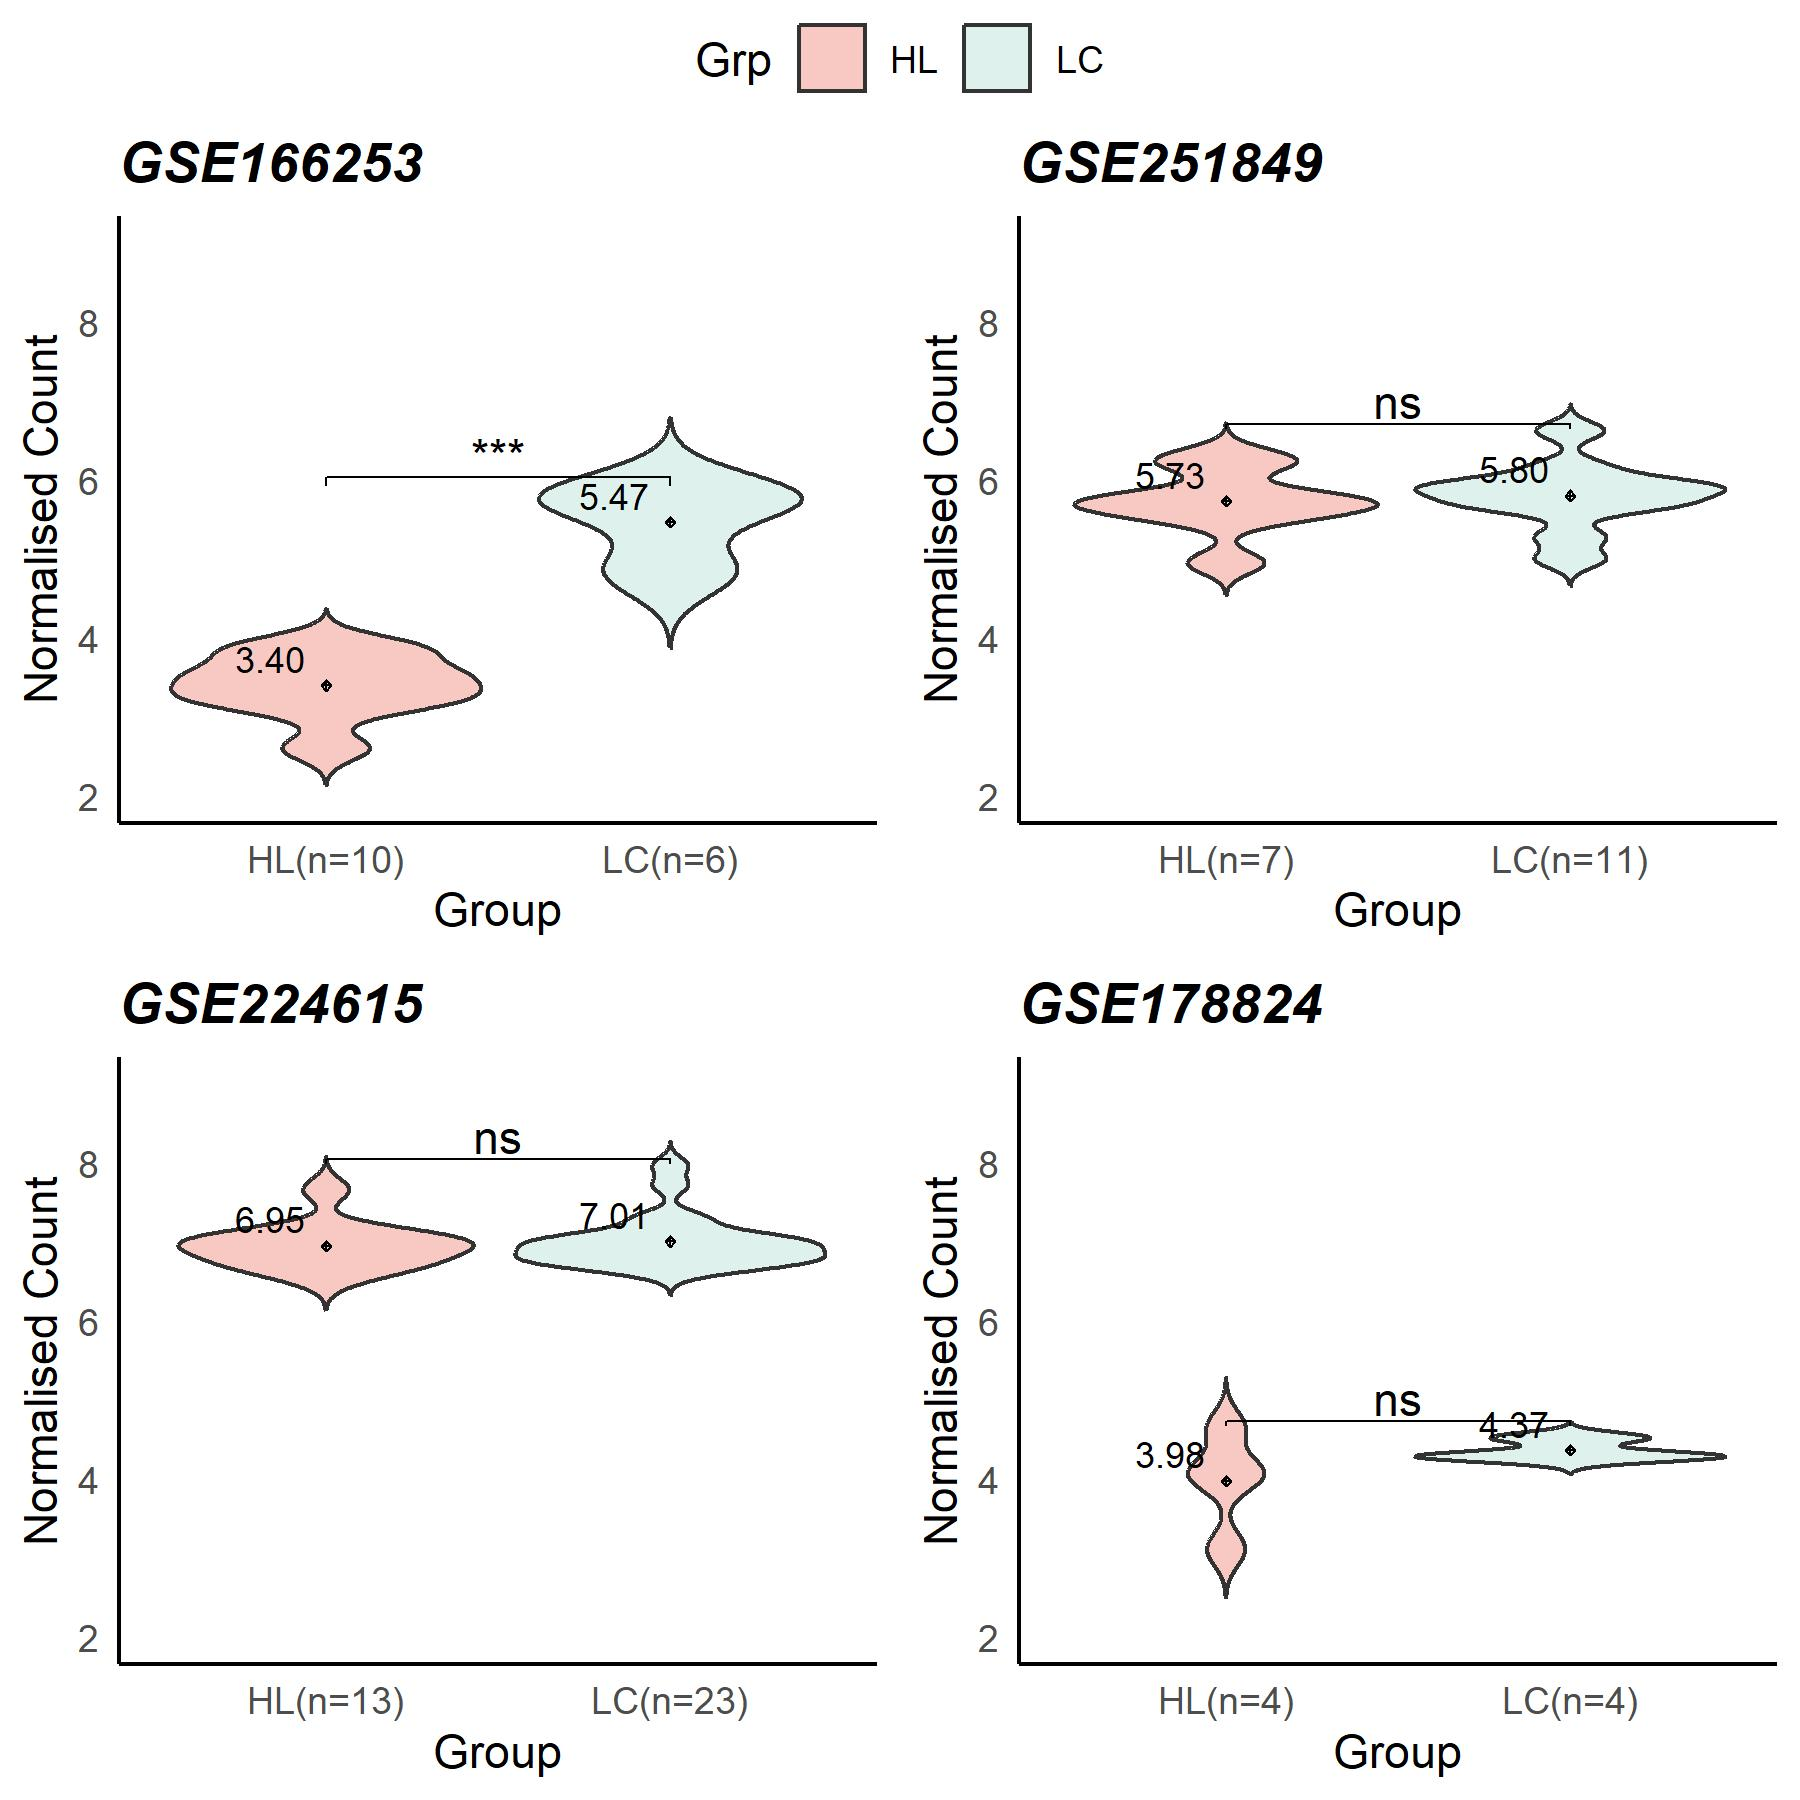 Grp HL LC
GSE166253
Normalised Count
8
6
4
2
***
3.40
5.47
HL(n=10) LC(n=6)
Group
GSE251849
Normalised Count
8
6
4
2
ns
5.73
5.80
HL(n=7) LC(n=11)
Group
GSE224615
Normalised Count
8
6
4
2
ns
6.95
7.01
HL(n=13) LC(n=23)
Group
GSE178824
Normalised Count
8
6
4
2
ns
3.98
4.37
HL(n=4) LC(n=4)
Group